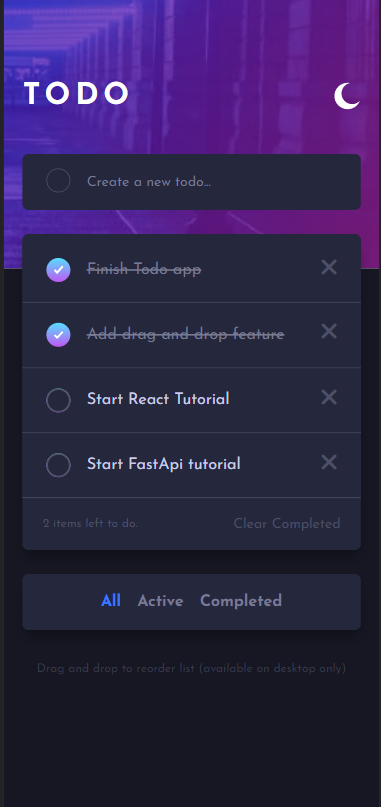 TODO
Create a new todo...
Finish Todo app
Add drag and drop feature
Start React Tutorial
Start FastApi tutorial
2 items left to do. Clear Completed
All Active Completed
Drag and drop to reorder list (available on desktop only)